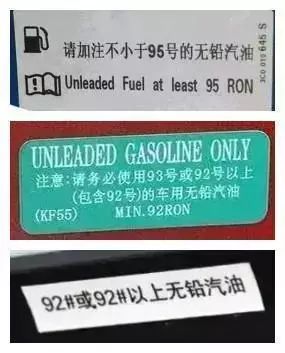 请加注不小于95号的无铅汽油
Unleaded Fuel at least 95 RON
3C0 010 645 S
UNLEADED GASOLINE ONLY
注意:请务必使用93号或92号以上
(包含92号)的车用无铅汽油
(KF55) MIN.92RON
92#或92#以上无铅汽油